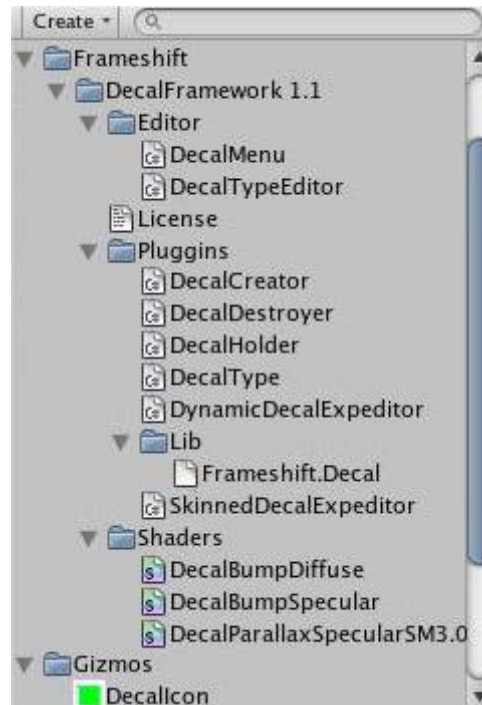 Create
Frameshift
DecalFramework 1.1
Editor
DecalMenu
DecalTypeEditor
License
Pluggins
DecalCreator
DecalDestroyer
DecalHolder
DecalType
DynamicDecalExpeditor
Lib
Frameshift.Decal
SkinnedDecalExpeditor
Shaders
DecalBumpDiffuse
DecalBumpSpecular
DecalParallaxSpecularSM3.0
Gizmos
DecalIcon